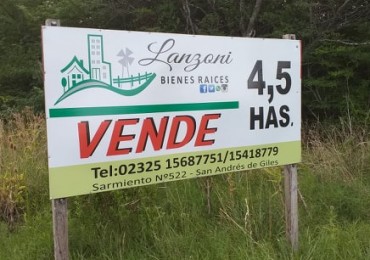 Lanzoni
BIENES RAICES
4,5
HAS.
VENDE
Tel:02325 15687751/15418779
Sarmiento Nº522 - San Andrés de Giles